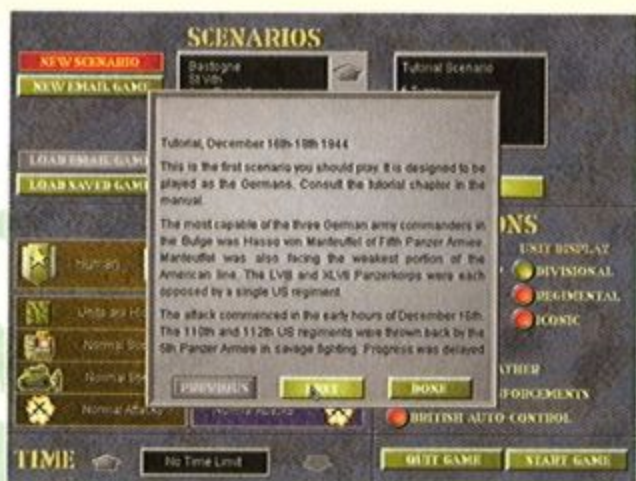 SCENARIOS
NEW SCENARIO
NEW EMAIL GAME
Bastogne
St Vith
Tutorial Scenario
LOAD EMAIL GAME
LOAD SAVED GAME
Tutorial, December 16th-18th 1944
This is the first scenario you should play. It is designed to be
played as the Germans. Consult the tutorial chapter in the
manual.
The most capable of the three German army commanders in
the Bulge was Hasso von Manteuffel of Fifth Panzer Armee.
Manteuffel was also facing the weakest portion of the
American line. The LVIII and XLVII Panzerkorps were each
opposed by a single US regiment.
The attack commenced in the early hours of December 16th.
The 110th and 112th US regiments were thrown back by the
5th Panzer Armee in savage fighting. Progress was delayed
PREVIOUS
NEXT
DONE
Human
Units are
Normal
Normal
Normal Attacks
Normal Attacks
UNIT DISPLAY
DIVISIONAL
REGIMENTAL
ICONIC
BRITISH AUTO-CONTROL
TIME
No Time Limit
QUIT GAME
START GAME